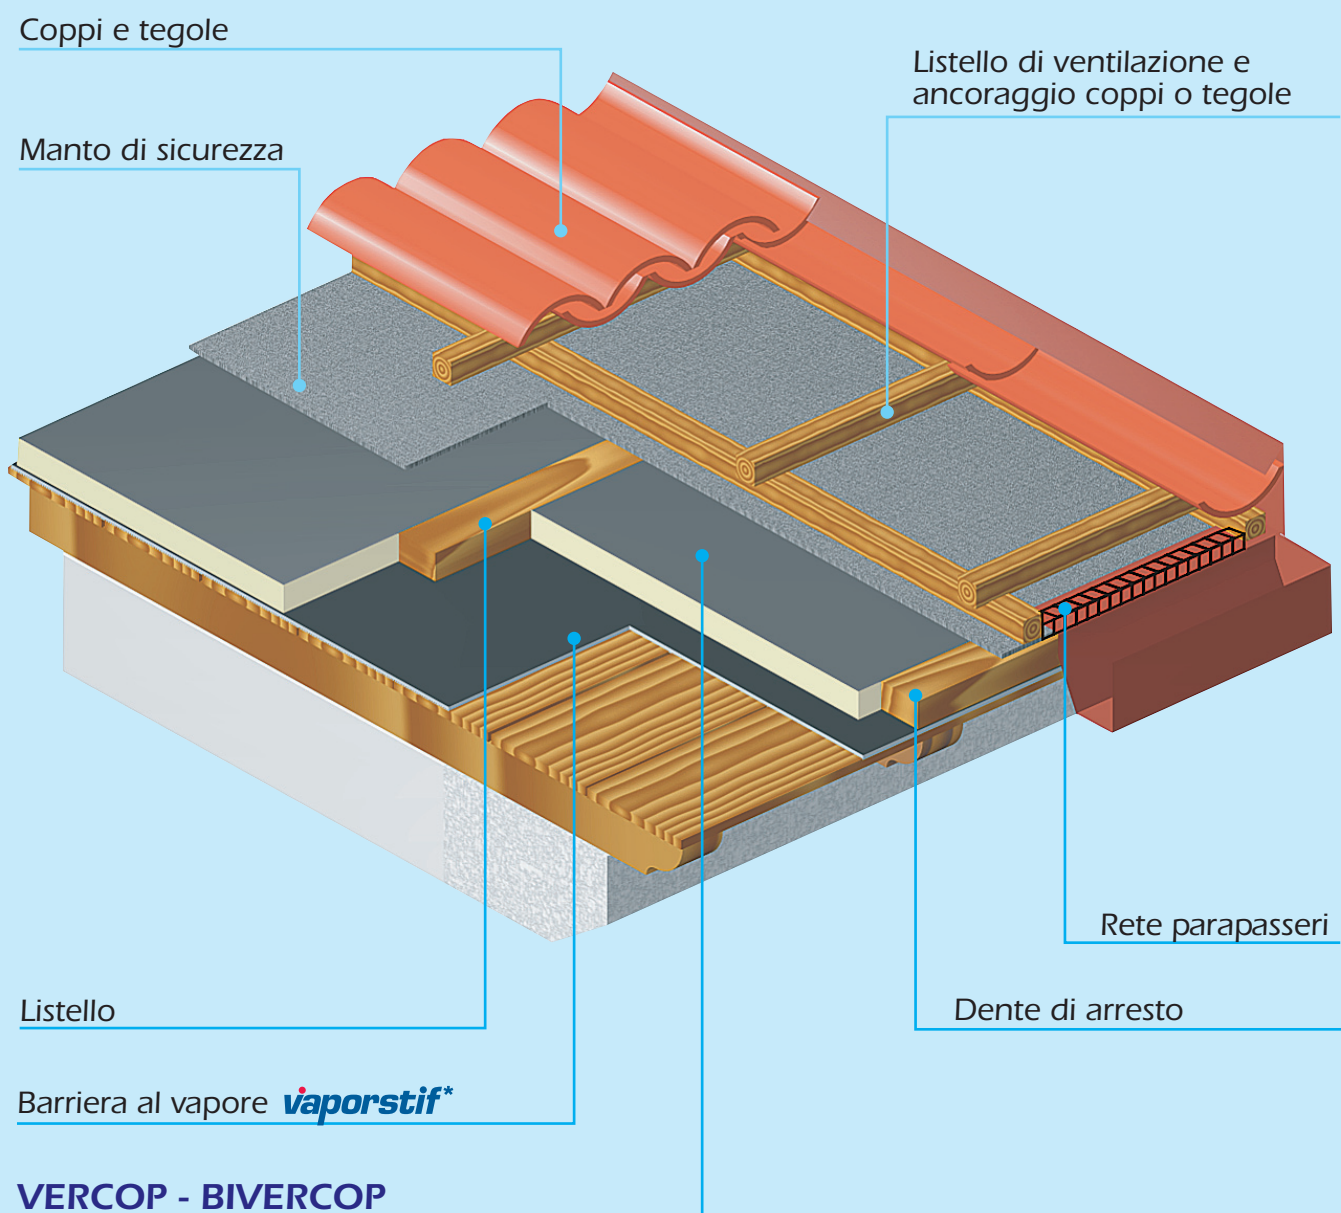 Coppi e tegole
Listello di ventilazione e
ancoraggio coppi o tegole
Manto di sicurezza
Rete parapasseri
Listello
Dente di arresto
Barriera al vapore vaporstif*
VERCOP - BIVERCOP